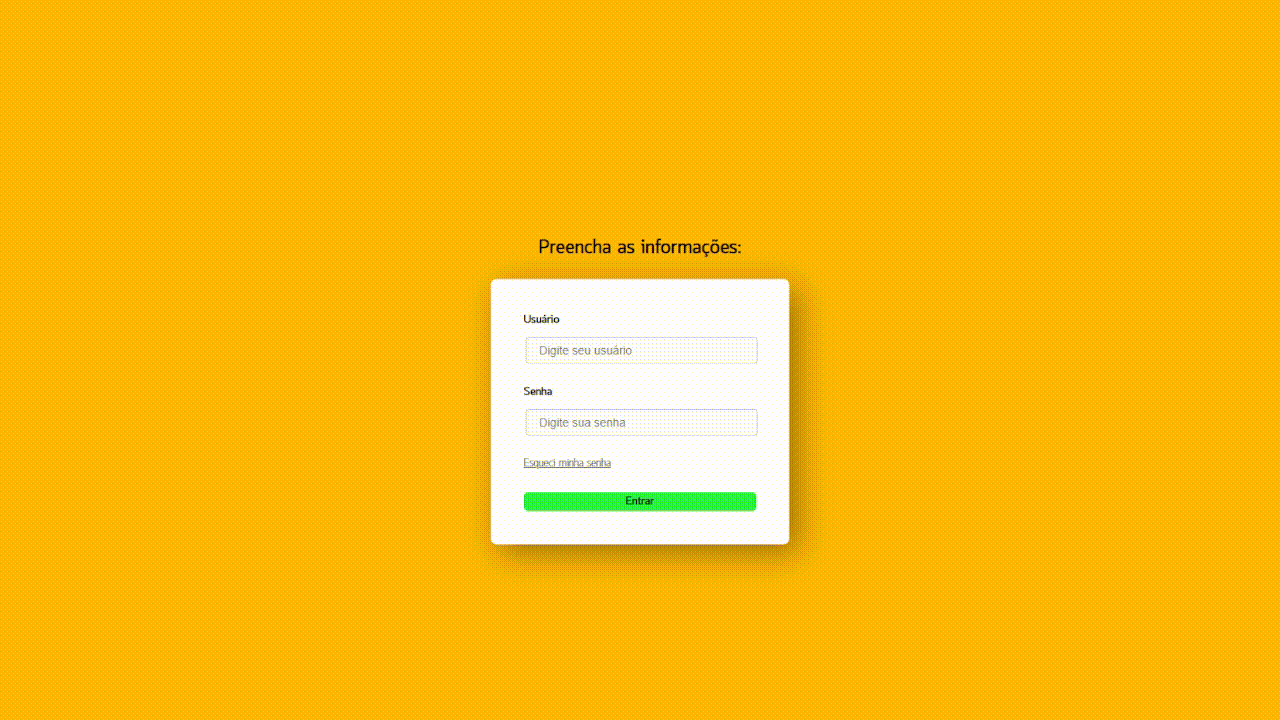 Preencha as informações:
Usuário
Digite seu usuário
Senha
Digite sua senha
Esqueci minha senha
Entrar